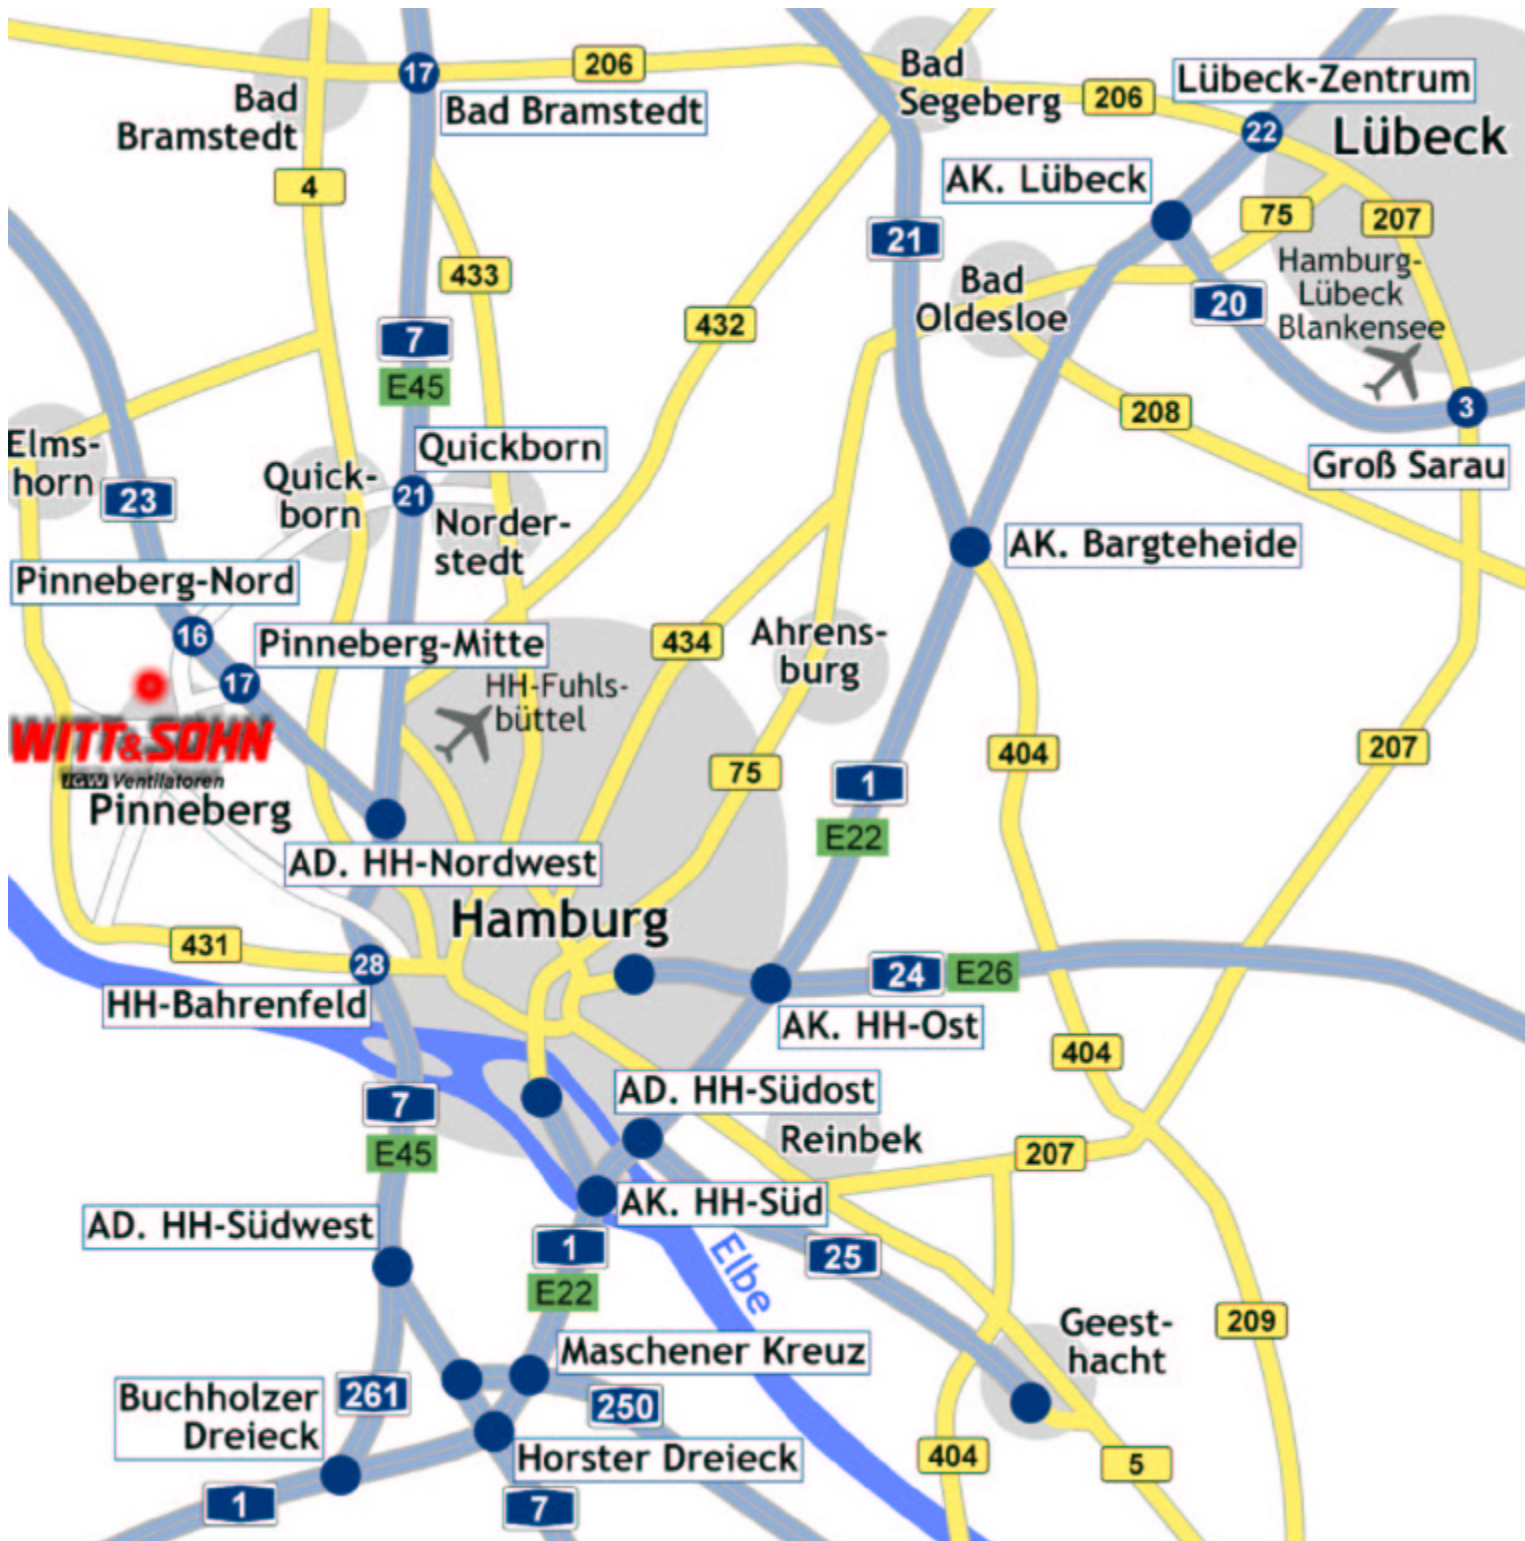 17
206
Bad
Bramstedt
Bad Bramstedt
Bad
Segeberg
206
Lübeck-Zentrum
22
Lübeck
4
AK. Lübeck
75
207
21
433
Hamburg-
Lübeck
Blankensee
Bad
Oldesloe
20
7
E45
432
208
3
Elms-
horn
23
Quick-
born
Quickborn
21
Norder-
stedt
Groß Sarau
AK. Bargteheide
Pinneberg-Nord
16
Pinneberg-Mitte
17
434
Ahrens-
burg
HH-Fuhls-
büttel
WITT&SOHN
IGW Ventilatoren
Pinneberg
75
1
E22
404
207
AD. HH-Nordwest
Hamburg
431
28
HH-Bahrenfeld
24
E26
AK. HH-Ost
404
7
E45
AD. HH-Südost
Reinbek
207
AD. HH-Südwest
AK. HH-Süd
1
E22
Elbe
25
Geest-
hacht
209
Maschener Kreuz
Buchholzer
Dreieck
261
250
Horster Dreieck
404
5
1
7